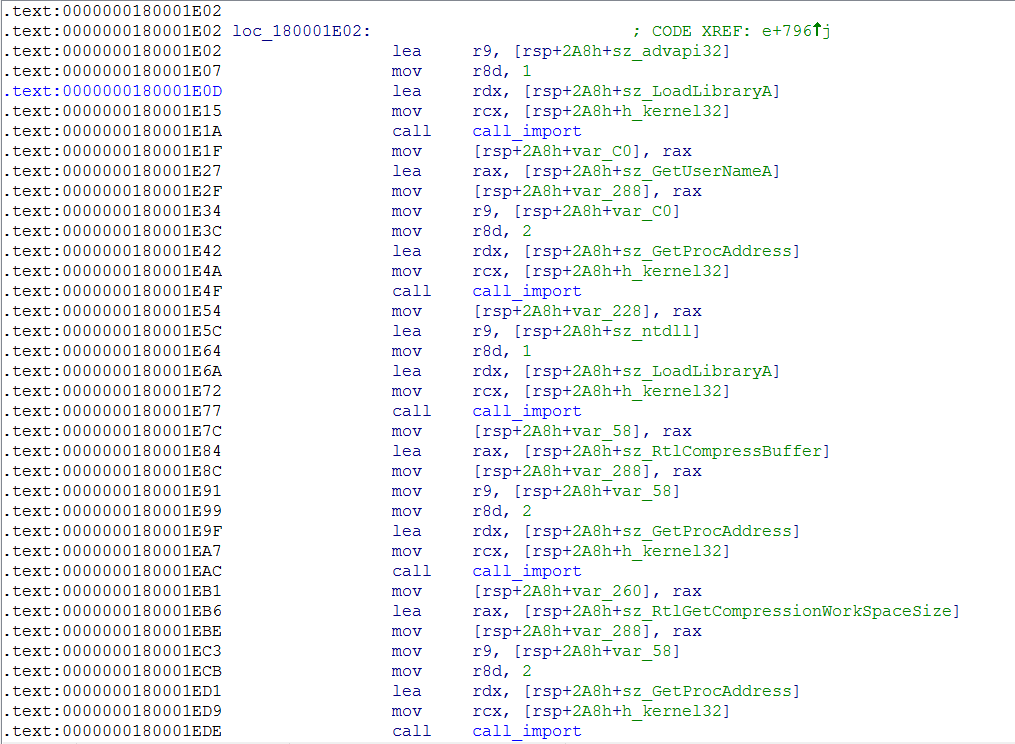 .text:0000000180001E02
.text:0000000180001E02 loc_180001E02: ; CODE XREF: e+796↑j
.text:0000000180001E02 lea r9, [rsp+2A8h+sz_advapi32]
.text:0000000180001E07 mov r8d, 1
.text:0000000180001E0D lea rdx, [rsp+2A8h+sz_LoadLibraryA]
.text:0000000180001E15 mov rcx, [rsp+2A8h+h_kernel32]
.text:0000000180001E1A call call_import
.text:0000000180001E1F mov [rsp+2A8h+var_C0], rax
.text:0000000180001E27 lea rax, [rsp+2A8h+sz_GetUserNameA]
.text:0000000180001E2F mov [rsp+2A8h+var_288], rax
.text:0000000180001E34 mov r9, [rsp+2A8h+var_C0]
.text:0000000180001E3C mov r8d, 2
.text:0000000180001E42 lea rdx, [rsp+2A8h+sz_GetProcAddress]
.text:0000000180001E4A mov rcx, [rsp+2A8h+h_kernel32]
.text:0000000180001E4F call call_import
.text:0000000180001E54 mov [rsp+2A8h+var_228], rax
.text:0000000180001E5C lea r9, [rsp+2A8h+sz_ntdll]
.text:0000000180001E64 mov r8d, 1
.text:0000000180001E6A lea rdx, [rsp+2A8h+sz_LoadLibraryA]
.text:0000000180001E72 mov rcx, [rsp+2A8h+h_kernel32]
.text:0000000180001E77 call call_import
.text:0000000180001E7C mov [rsp+2A8h+var_58], rax
.text:0000000180001E84 lea rax, [rsp+2A8h+sz_RtlCompressBuffer]
.text:0000000180001E8C mov [rsp+2A8h+var_288], rax
.text:0000000180001E91 mov r9, [rsp+2A8h+var_58]
.text:0000000180001E99 mov r8d, 2
.text:0000000180001E9F lea rdx, [rsp+2A8h+sz_GetProcAddress]
.text:0000000180001EA7 mov rcx, [rsp+2A8h+h_kernel32]
.text:0000000180001EAC call call_import
.text:0000000180001EB1 mov [rsp+2A8h+var_260], rax
.text:0000000180001EB6 lea rax, [rsp+2A8h+sz_RtlGetCompressionWorkSpaceSize]
.text:0000000180001EBE mov [rsp+2A8h+var_288], rax
.text:0000000180001EC3 mov r9, [rsp+2A8h+var_58]
.text:0000000180001ECB mov r8d, 2
.text:0000000180001ED1 lea rdx, [rsp+2A8h+sz_GetProcAddress]
.text:0000000180001ED9 mov rcx, [rsp+2A8h+h_kernel32]
.text:0000000180001EDE call call_import